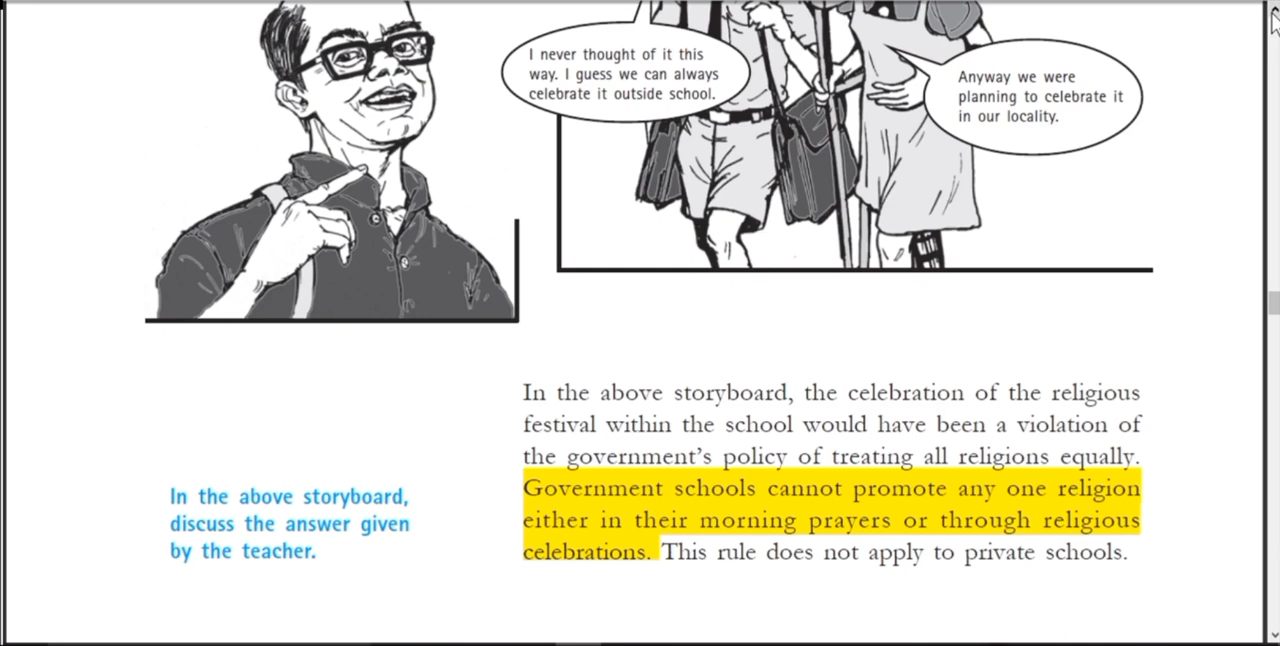 I never thought of it this
way. I guess we can always
celebrate it outside school.
Anyway we were
planning to celebrate it
in our locality.
In the above storyboard, the celebration of the religious
festival within the school would have been a violation of
the government's policy of treating all religions equally.
Government schools cannot promote any one religion
either in their morning prayers or through religious
celebrations. This rule does not apply to private schools.
In the above storyboard,
discuss the answer given
by the teacher.